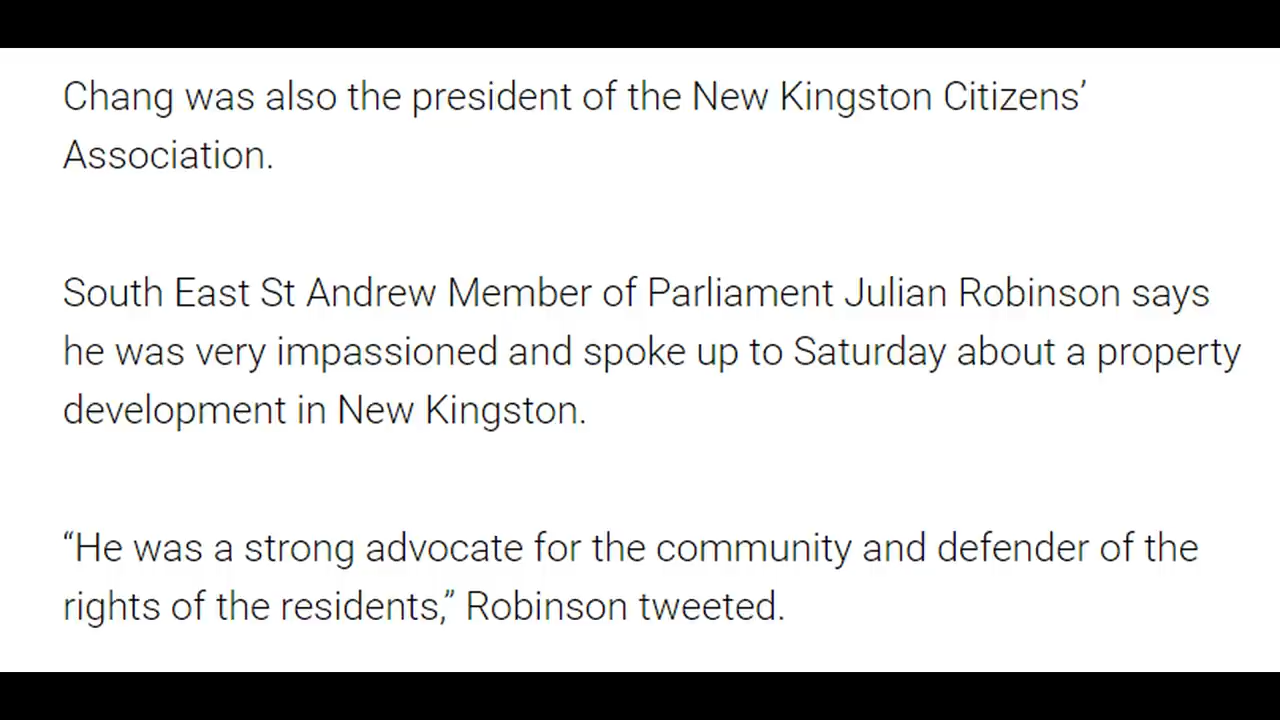 Chang was also the president of the New Kingston Citizens’
Association.
South East St Andrew Member of Parliament Julian Robinson says
he was very impassioned and spoke up to Saturday about a property
development in New Kingston.
“He was a strong advocate for the community and defender of the
rights of the residents,” Robinson tweeted.